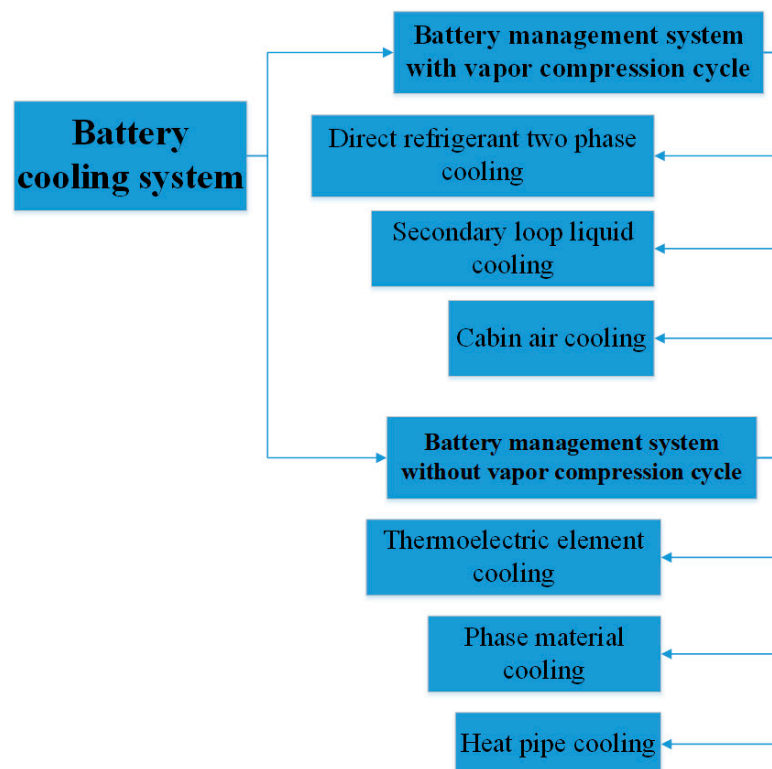 Battery
cooling system
Battery management system
with vapor compression cycle
Direct refrigerant two phase
cooling
Secondary loop liquid
cooling
Cabin air cooling
Battery management system
without vapor compression cycle
Thermoelectric element
cooling
Phase material
cooling
Heat pipe cooling